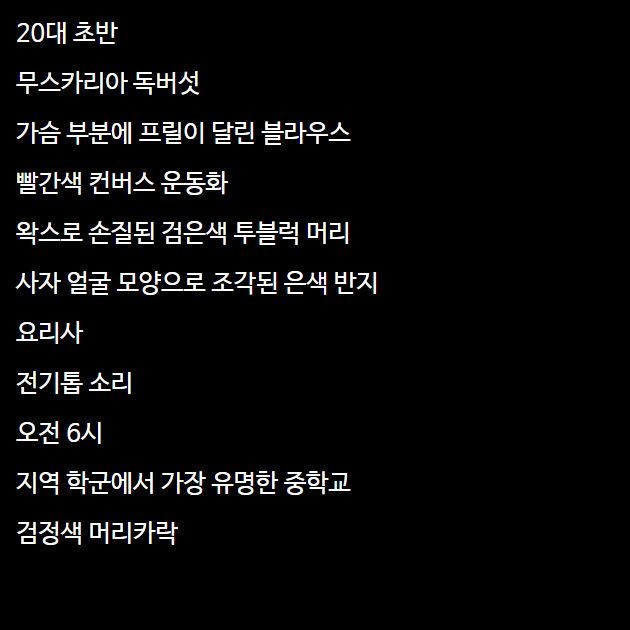 20대 초반
무스카리아 독버섯
가슴 부분에 프릴이 달린 블라우스
빨간색 컨버스 운동화
왁스로 손질된 검은색 투블럭 머리
사자 얼굴 모양으로 조각된 은색 반지
요리사
전기톱 소리
오전 6시
지역 학군에서 가장 유명한 중학교
검정색 머리카락